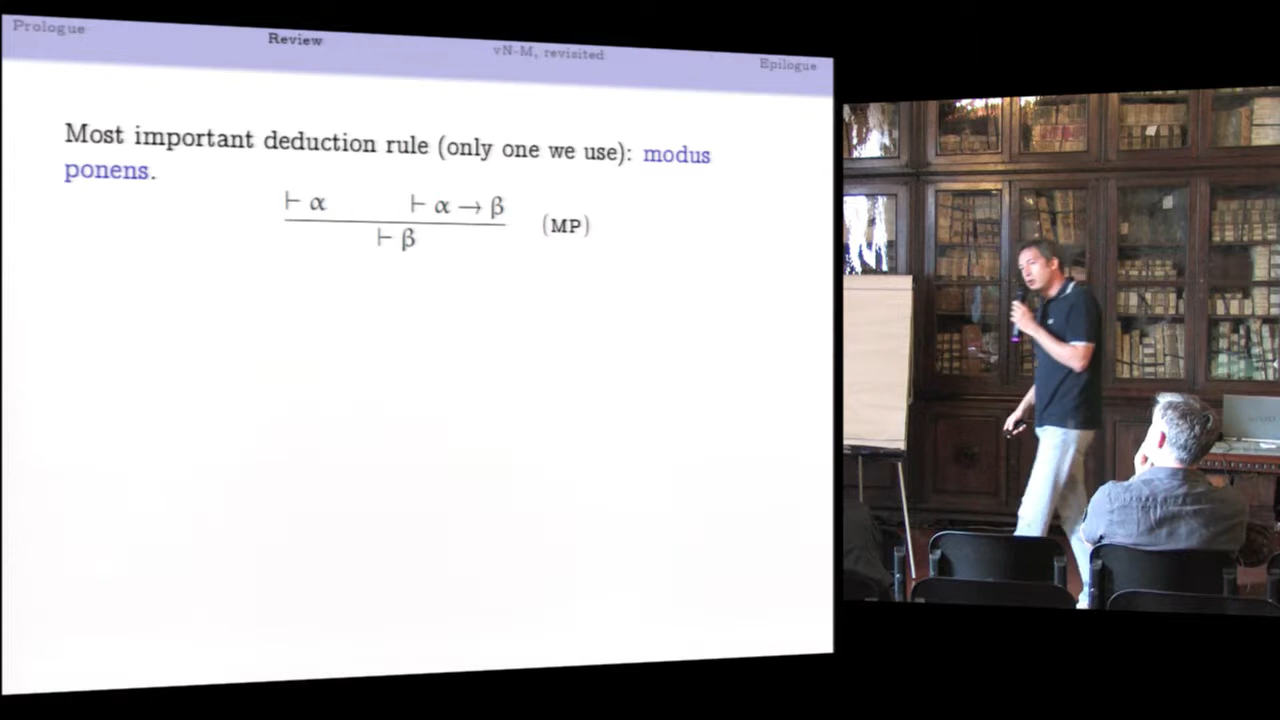 Prologue Review vN-M, revisited Epilogue
Most important deduction rule (only one we use): modus
ponens.
⊢ α ⊢ α → β
(MP)
⊢ β